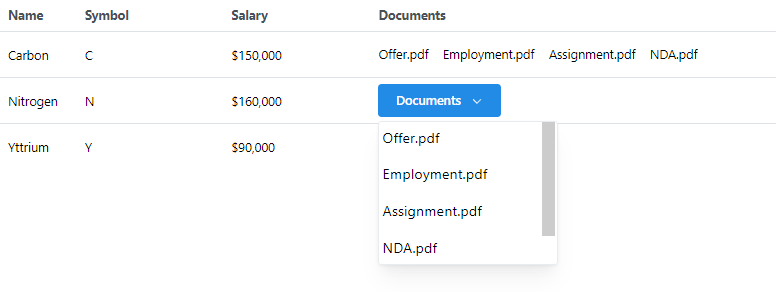 Name Symbol Salary Documents
Carbon C $150,000 Offer.pdf Employment.pdf Assignment.pdf NDA.pdf
Nitrogen N $160,000 Documents
Offer.pdf
Yttrium Y $90,000
Employment.pdf
Assignment.pdf
NDA.pdf